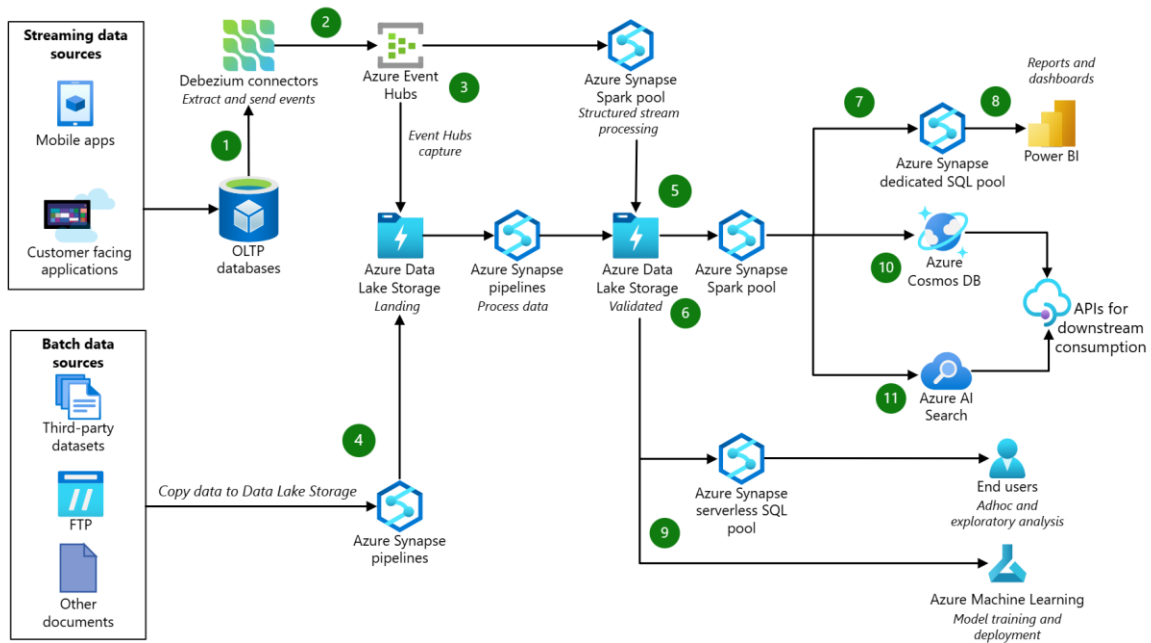 Streaming data
sources
Mobile apps
Customer facing
applications
Batch data
sources
Third-party
datasets
FTP
Other
documents
1
Debezium connectors
Extract and send events
OLTP
databases
2
Azure Event
Hubs
3
Event Hubs
capture
Azure Data
Lake Storage
Landing
4
Copy data to Data Lake Storage
Azure Synapse
pipelines
Azure Synapse
pipelines
Process data
Azure Synapse
Spark pool
Structured stream
processing
5
Azure Data
Lake Storage
Validated
6
Azure Synapse
Spark pool
7
Azure Synapse
dedicated SQL pool
8
Reports and
dashboards
Power BI
10
Azure
Cosmos DB
APIs for
downstream
consumption
11
Azure AI
Search
9
Azure Synapse
serverless SQL
pool
End users
Adhoc and
exploratory analysis
Azure Machine Learning
Model training and
deployment